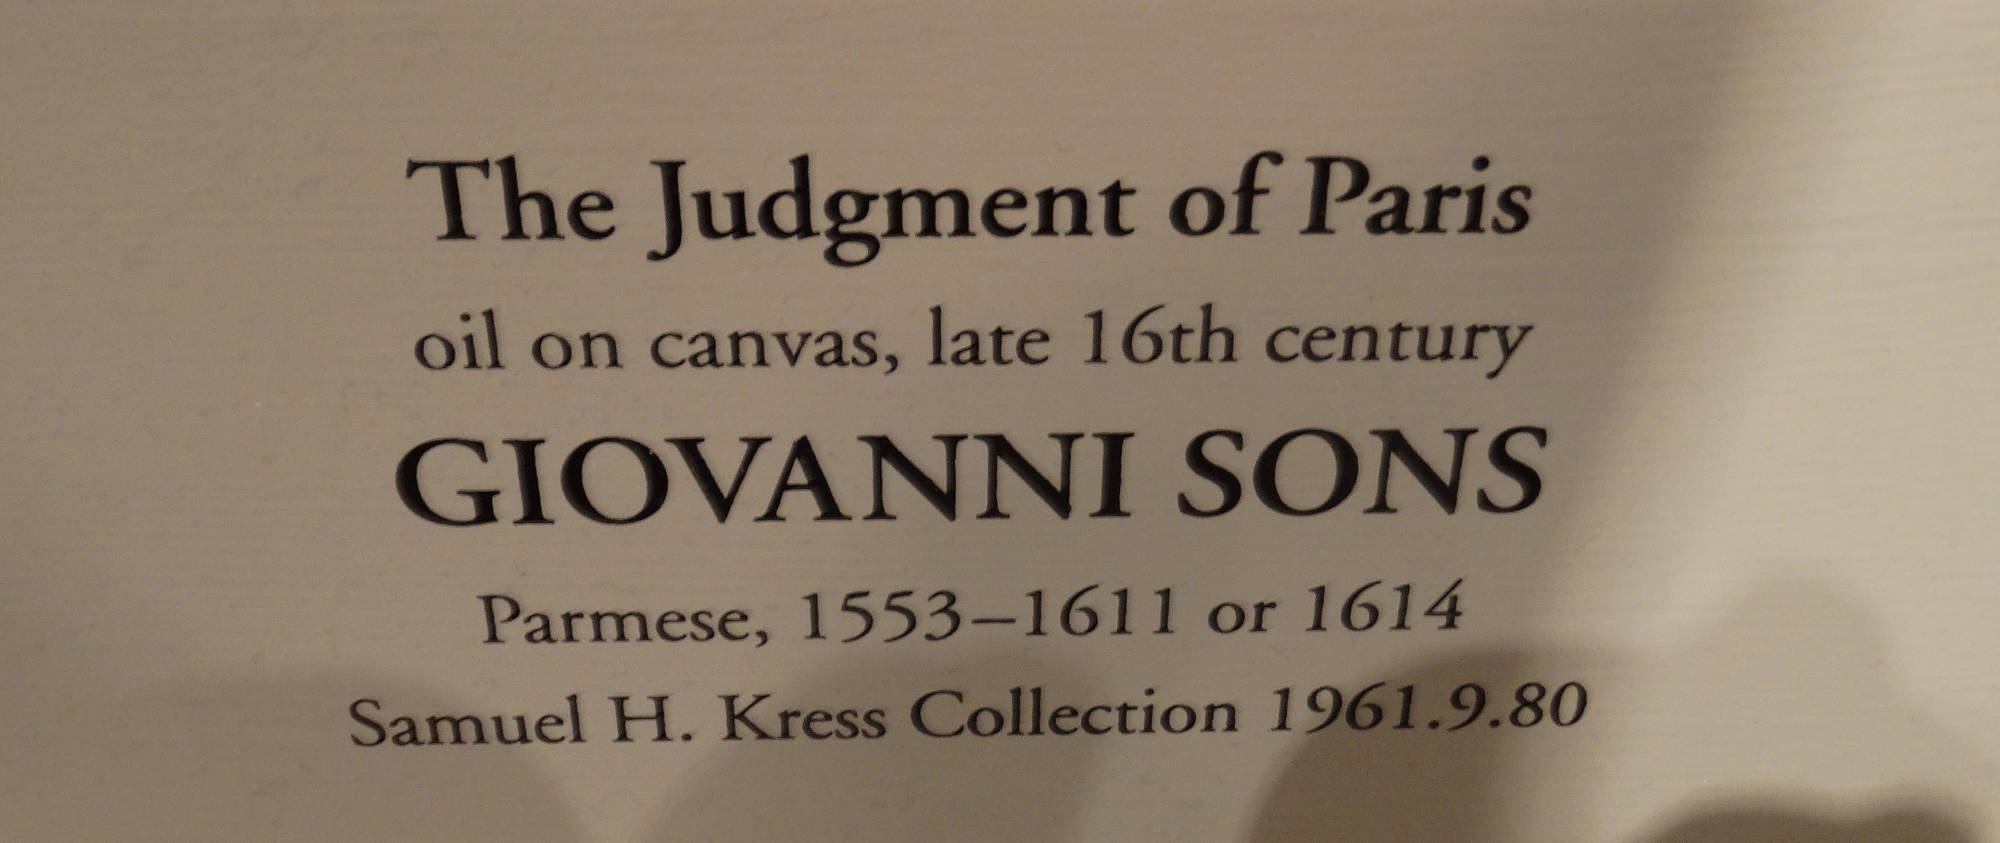 The Judgment of Paris
oil on canvas, late 16th century
GIOVANNI SONS
Parmese, 1553–1611 or 1614
Samuel H. Kress Collection 1961.9.80